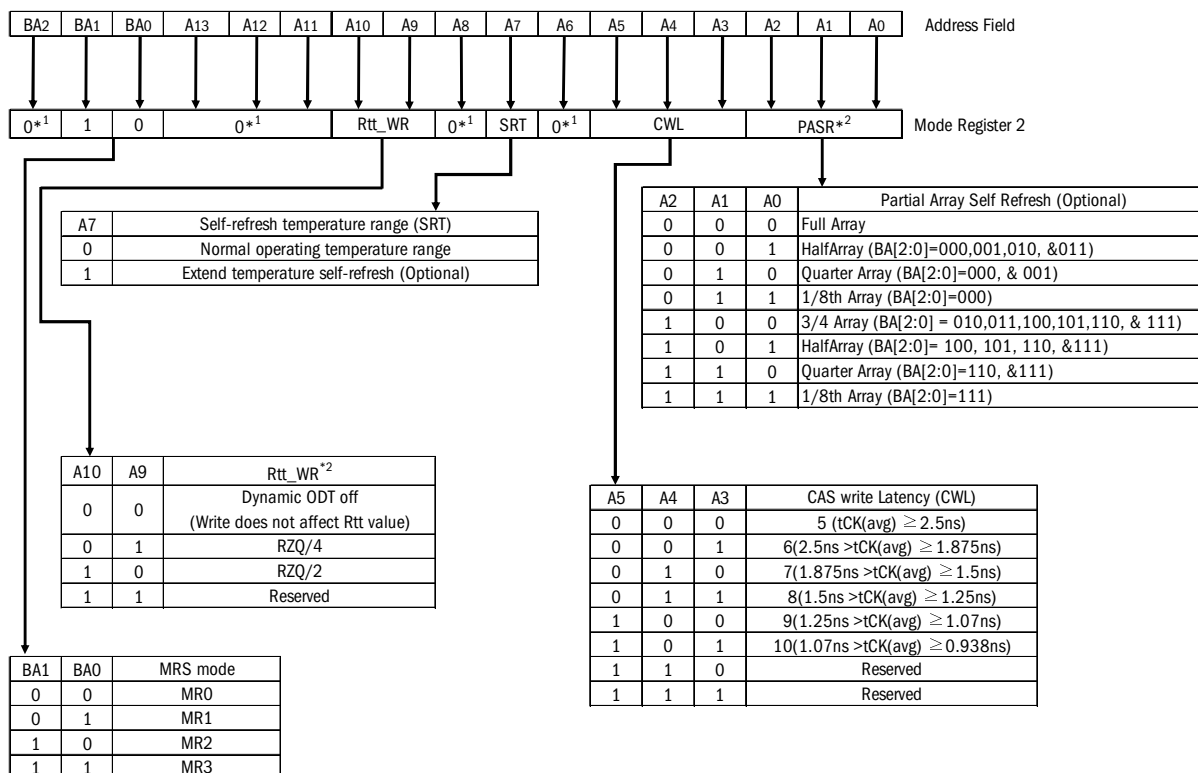 BA2 BA1 BA0 A13 A12 A11 A10 A9 A8 A7 A6 A5 A4 A3 A2 A1 A0 Address Field
0*1 1 0 0*1 Rtt_WR 0*1 SRT 0*1 CWL PASR*2 Mode Register 2
A7 Self-refresh temperature range (SRT)
0 Normal operating temperature range
1 Extend temperature self-refresh (Optional)
A2 A1 A0 Partial Array Self Refresh (Optional)
0 0 0 Full Array
0 0 1 HalfArray (BA[2:0]=000,001,010, &011)
0 1 0 Quarter Array (BA[2:0]=000, & 001)
0 1 1 1/8th Array (BA[2:0]=000)
1 0 0 3/4 Array (BA[2:0] = 010,011,100,101,110, & 111)
1 0 1 HalfArray (BA[2:0]= 100, 101, 110, &111)
1 1 0 Quarter Array (BA[2:0]=110, &111)
1 1 1 1/8th Array (BA[2:0]=111)
A10 A9 Rtt_WR*2
0 0 Dynamic ODT off
(Write does not affect Rtt value)
0 1 RZQ/4
1 0 RZQ/2
1 1 Reserved
A5 A4 A3 CAS write Latency (CWL)
0 0 0 5 (tCK(avg) ≥2.5ns)
0 0 1 6(2.5ns >tCK(avg) ≥1.875ns)
0 1 0 7(1.875ns >tCK(avg) ≥1.5ns)
0 1 1 8(1.5ns >tCK(avg) ≥1.25ns)
1 0 0 9(1.25ns >tCK(avg) ≥1.07ns)
1 0 1 10(1.07ns >tCK(avg) ≥0.938ns)
1 1 0 Reserved
1 1 1 Reserved
BA1 BA0 MRS mode
0 0 MR0
0 1 MR1
1 0 MR2
1 1 MR3